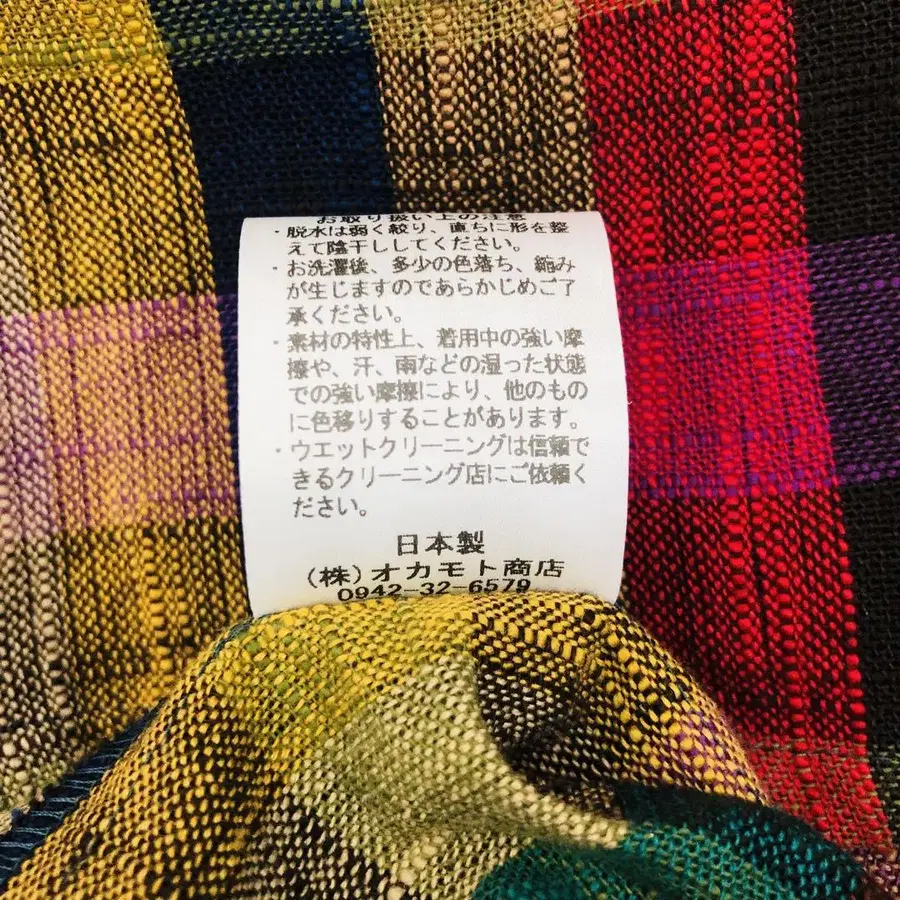 お取り扱い上の注意
・脱水は弱く絞り、直ちに形を整
えて陰干ししてください。
・お洗濯後、多少の色落ち、縮み
が生じますのであらかじめご了
承ください。
・素材の特性上、着用中の強い摩
擦や、汗、雨などの湿った状態
での強い摩擦により、他のもの
に色移りすることがあります。
・ウエットクリーニングは信頼で
きるクリーニング店にご依頼く
ださい。
日本製
(株)オカモト商店
0942-32-6579